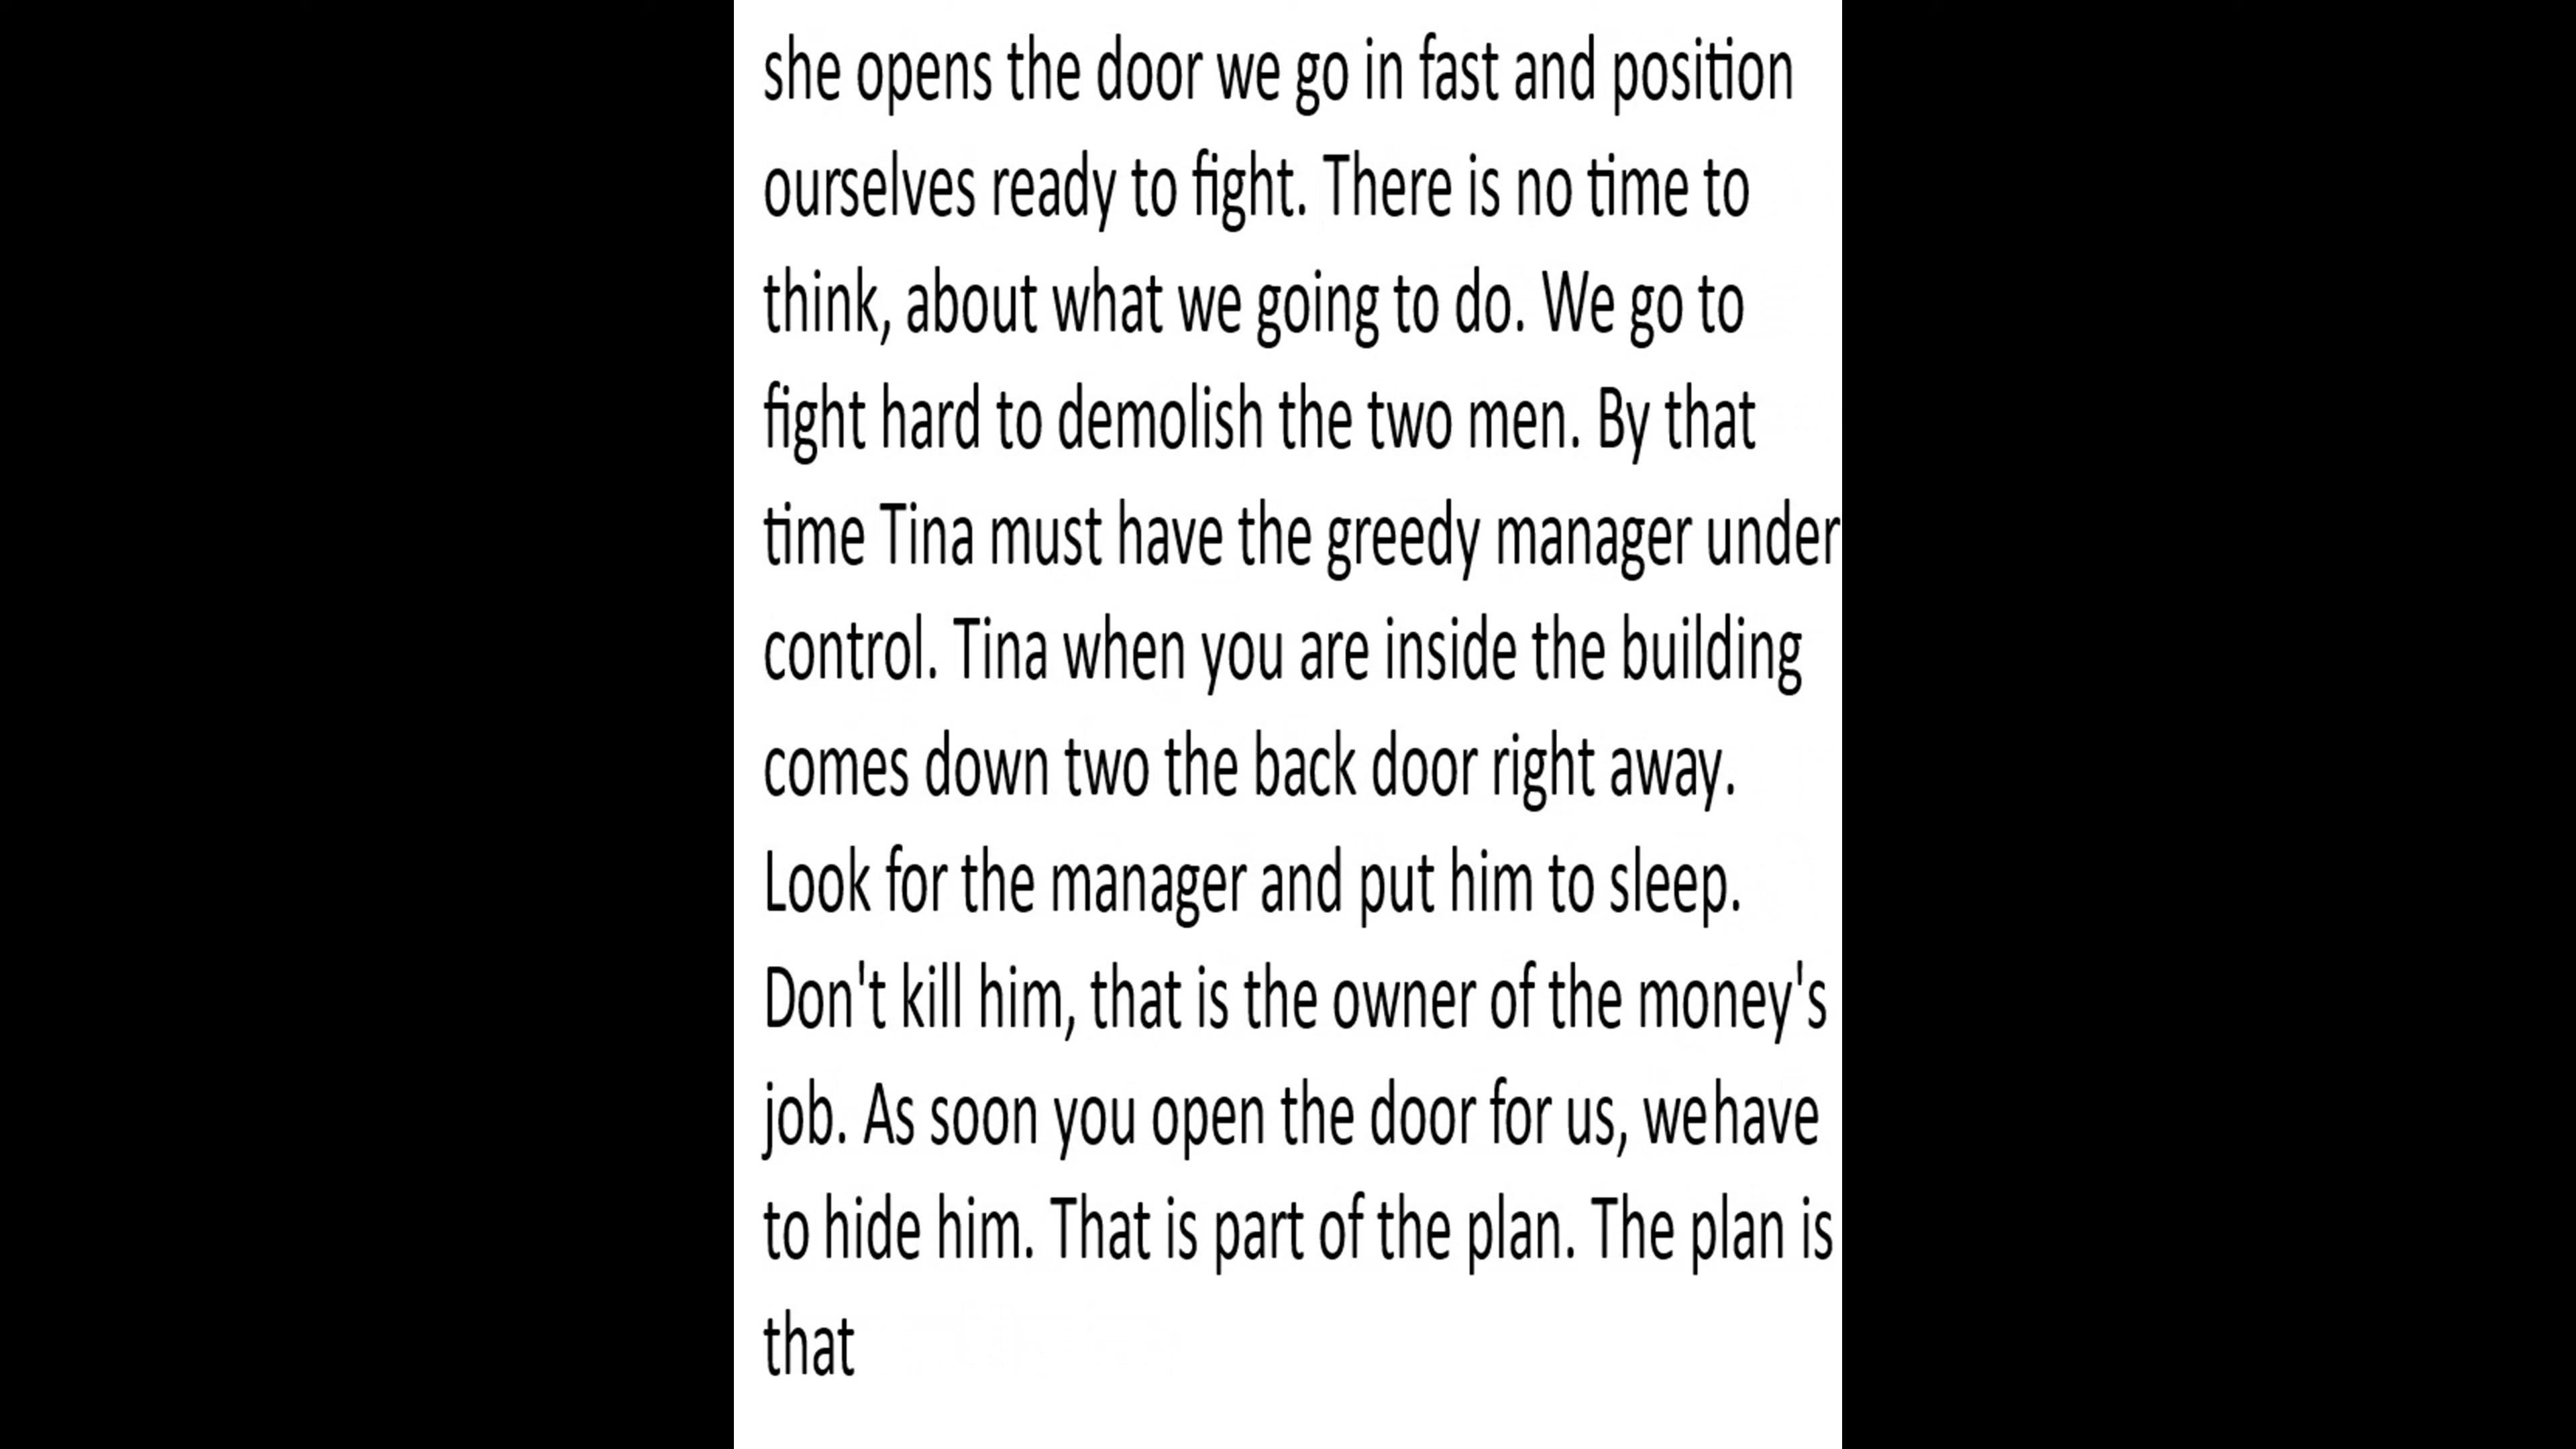 she opens the door we go in fast and position
ourselves ready to fight. There is no time to
think, about what we going to do. We go to
fight hard to demolish the two men. By that
time Tina must have the greedy manager under
control. Tina when you are inside the building
comes down two the back door right away.
Look for the manager and put him to sleep.
Don't kill him, that is the owner of the money's
job. As soon you open the door for us, we have
to hide him. That is part of the plan. The plan is
that